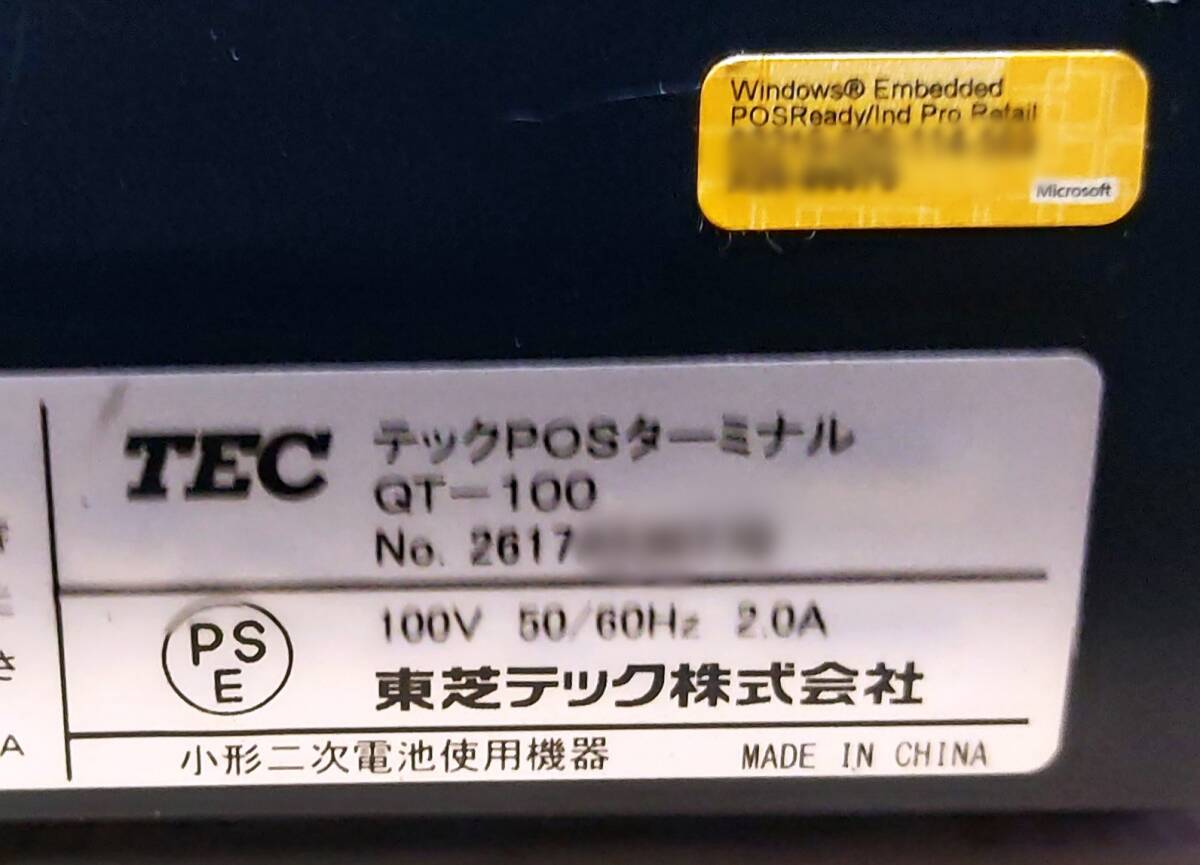 Windows® Embedded
POSReady/Ind Pro Retail
Microsoft
TEC
テックPOSターミナル
QT-100
No. 2617
PS
E
100V 50/60Hz 2.0A
東芝テック株式会社
小形二次電池使用機器
MADE IN CHINA
さ
A